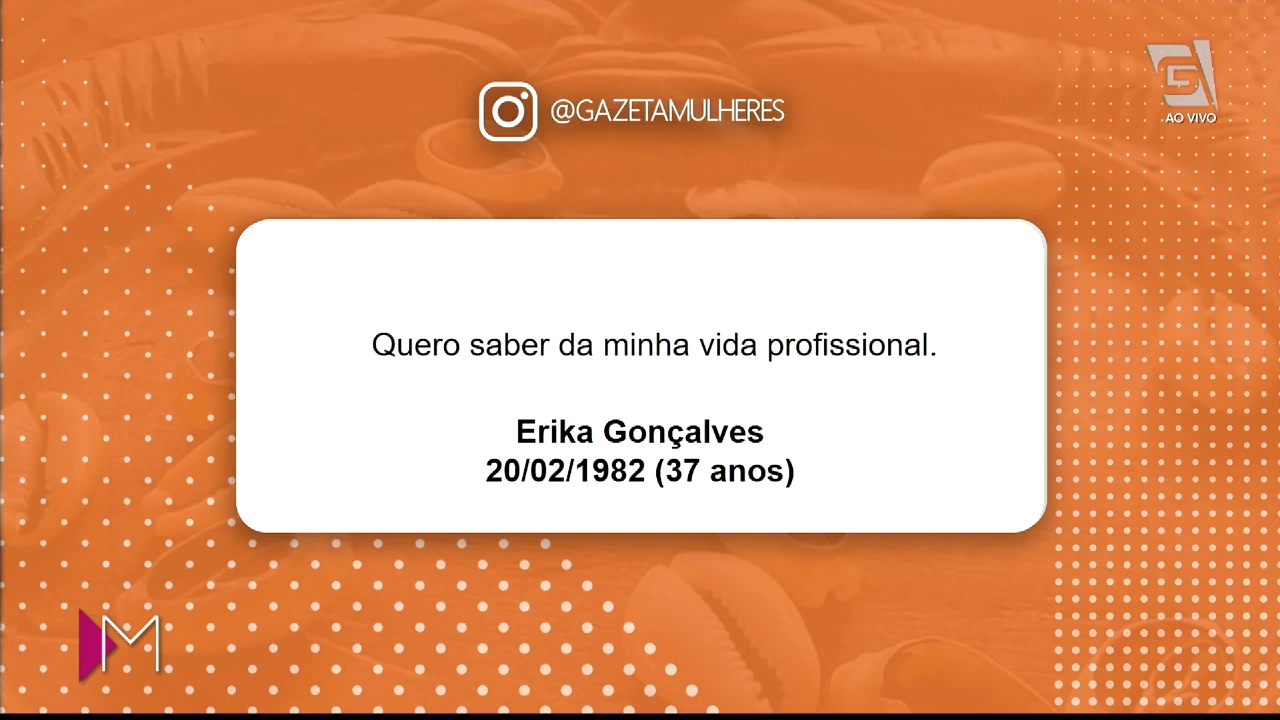 @GAZETAMULHERES
G
AO VIVO
Quero saber da minha vida profissional.
Erika Gonçalves
20/02/1982 (37 anos)
M